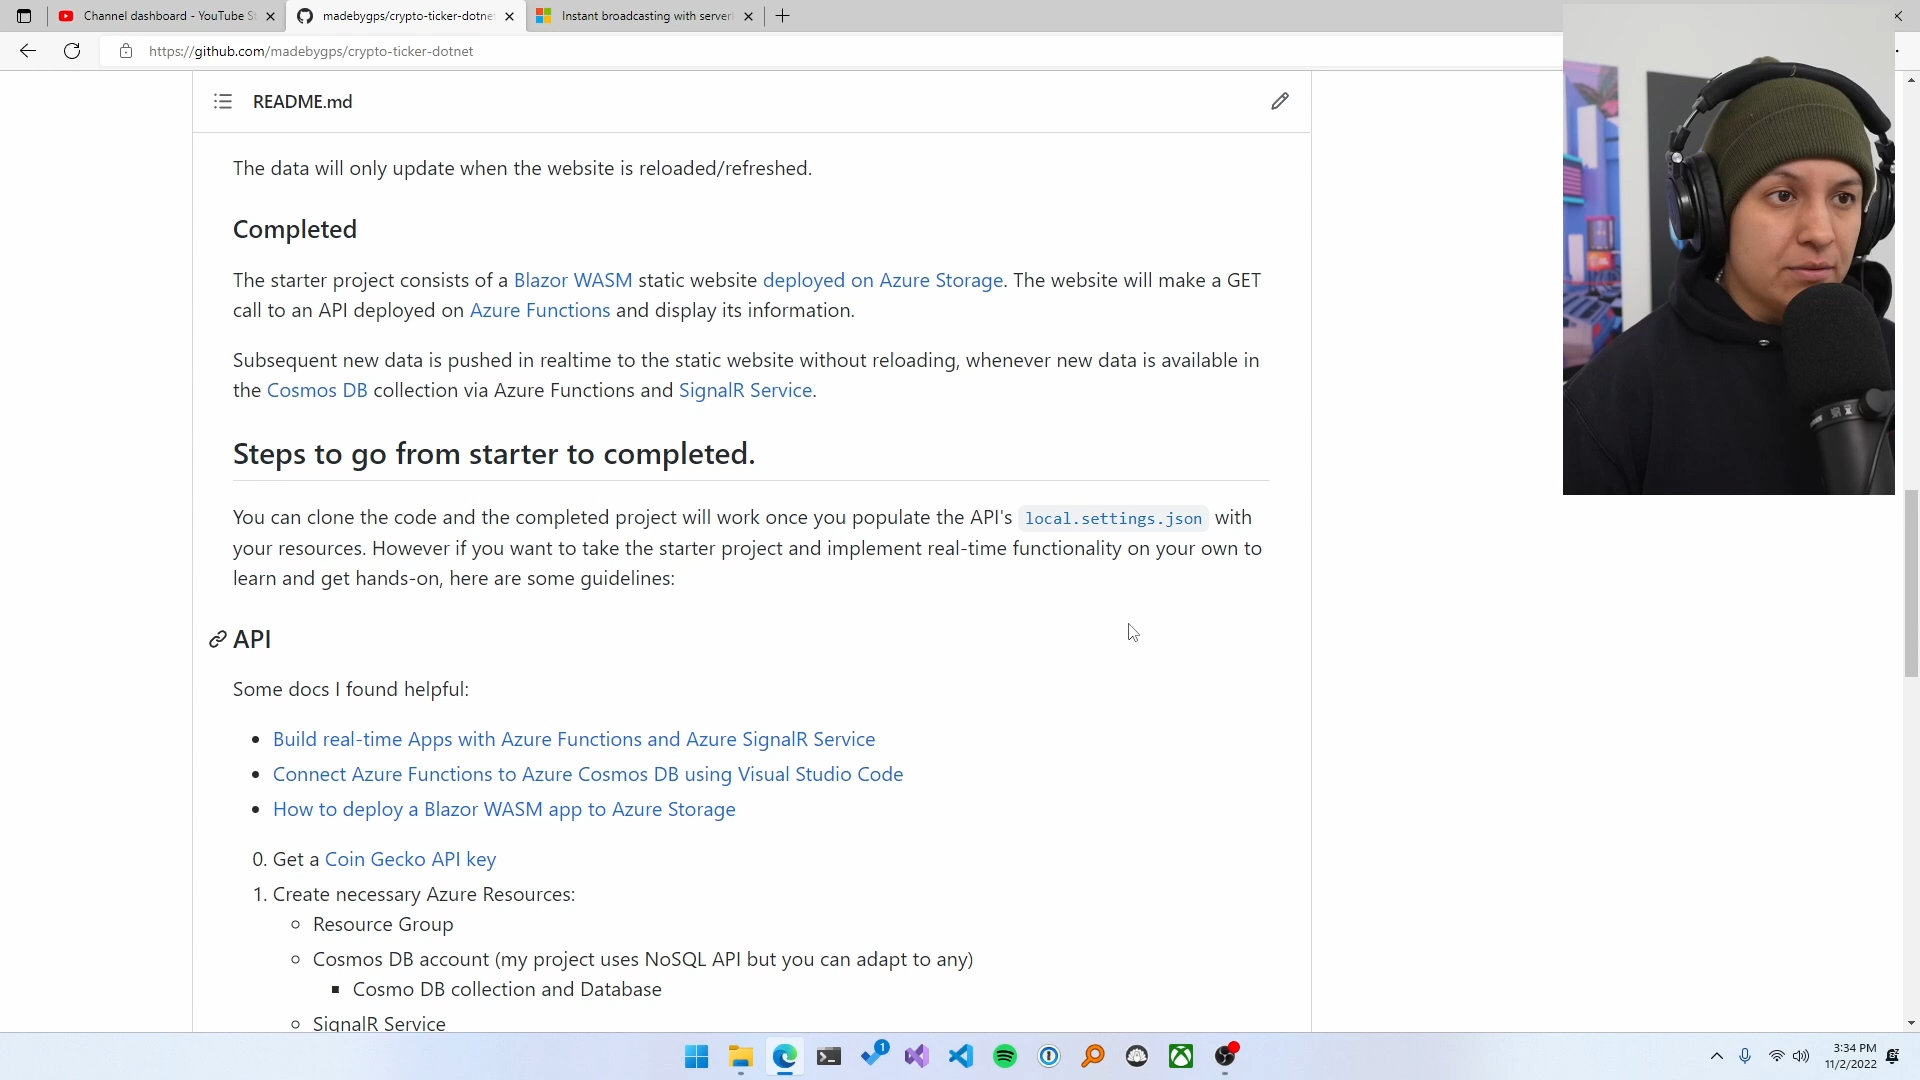 Channel dashboard - YouTube St
madebygps/crypto-ticker-dotnet
Instant broadcasting with server
https://github.com/madebygps/crypto-ticker-dotnet
README.md
The data will only update when the website is reloaded/refreshed.
Completed
The starter project consists of a Blazor WASM static website deployed on Azure Storage. The website will make a GET
call to an API deployed on Azure Functions and display its information.
Subsequent new data is pushed in realtime to the static website without reloading, whenever new data is available in
the Cosmos DB collection via Azure Functions and SignalR Service.
Steps to go from starter to completed.
You can clone the code and the completed project will work once you populate the API's local.settings.json with
your resources. However if you want to take the starter project and implement real-time functionality on your own to
learn and get hands-on, here are some guidelines:
API
Some docs I found helpful:
• Build real-time Apps with Azure Functions and Azure SignalR Service
• Connect Azure Functions to Azure Cosmos DB using Visual Studio Code
• How to deploy a Blazor WASM app to Azure Storage
0. Get a Coin Gecko API key
1. Create necessary Azure Resources:
Resource Group
Cosmos DB account (my project uses NoSQL API but you can adapt to any)
Cosmo DB collection and Database
SignalR Service
1
3:34 PM
11/2/2022